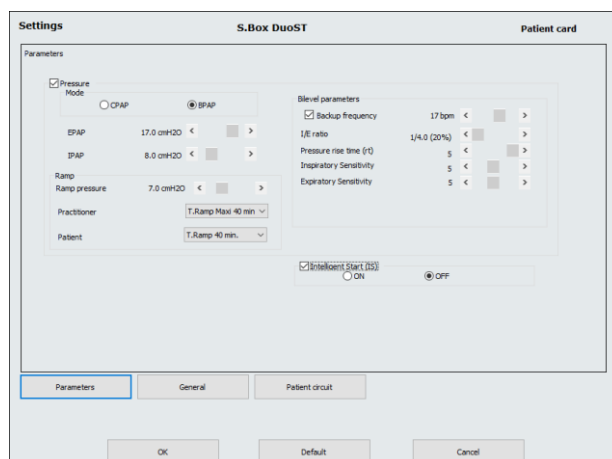 Settings S.Box DuoST Patient card
Parameters
Pressure
Mode
CPAP BPAP
EPAP 17.0 cmH2O < >
IPAP 8.0 cmH2O < >
Ramp
Ramp pressure 7.0 cmH2O < >
Practitioner T.Ramp Maxi 40 min
Patient T.Ramp 40 min.
Bilevel parameters
Backup frequency 17 bpm < >
I/E ratio 1/4.0 (20%) < >
Pressure rise time (rt) 5 < >
Inspiratory Sensitivity 5 < >
Expiratory Sensitivity 5 < >
Intelligent Start (IS)
ON OFF
Parameters General Patient circuit
OK Default Cancel